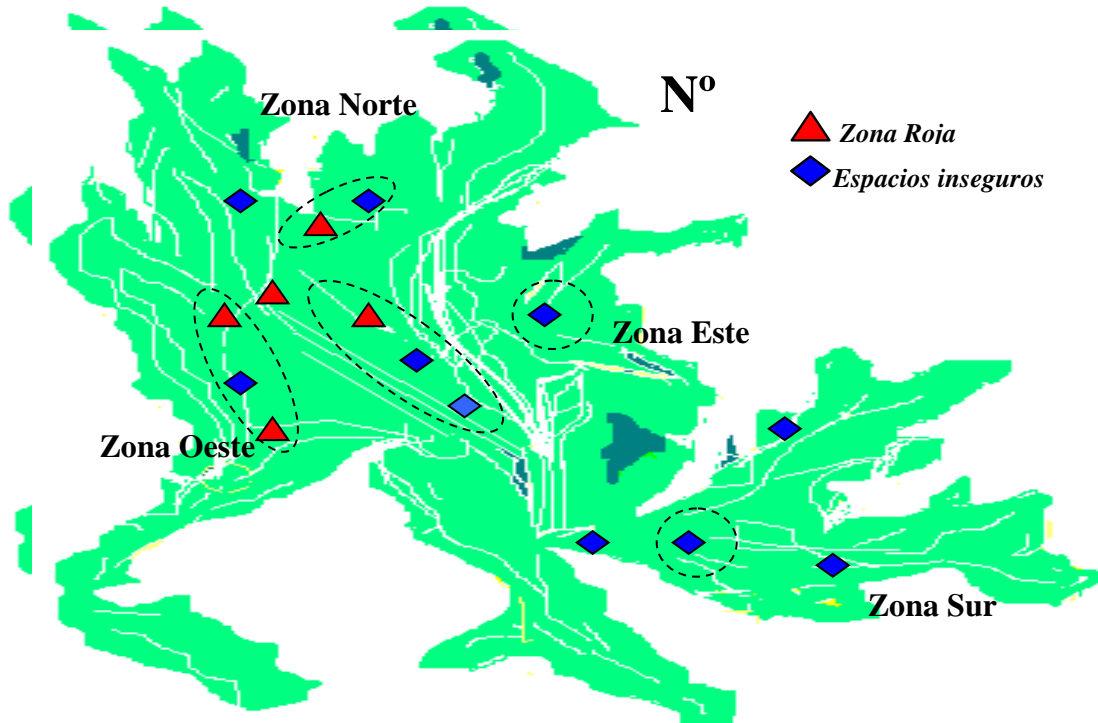 Nº
Zona Norte
Zona Roja
Espacios inseguros
Zona Este
Zona Oeste
Zona Sur